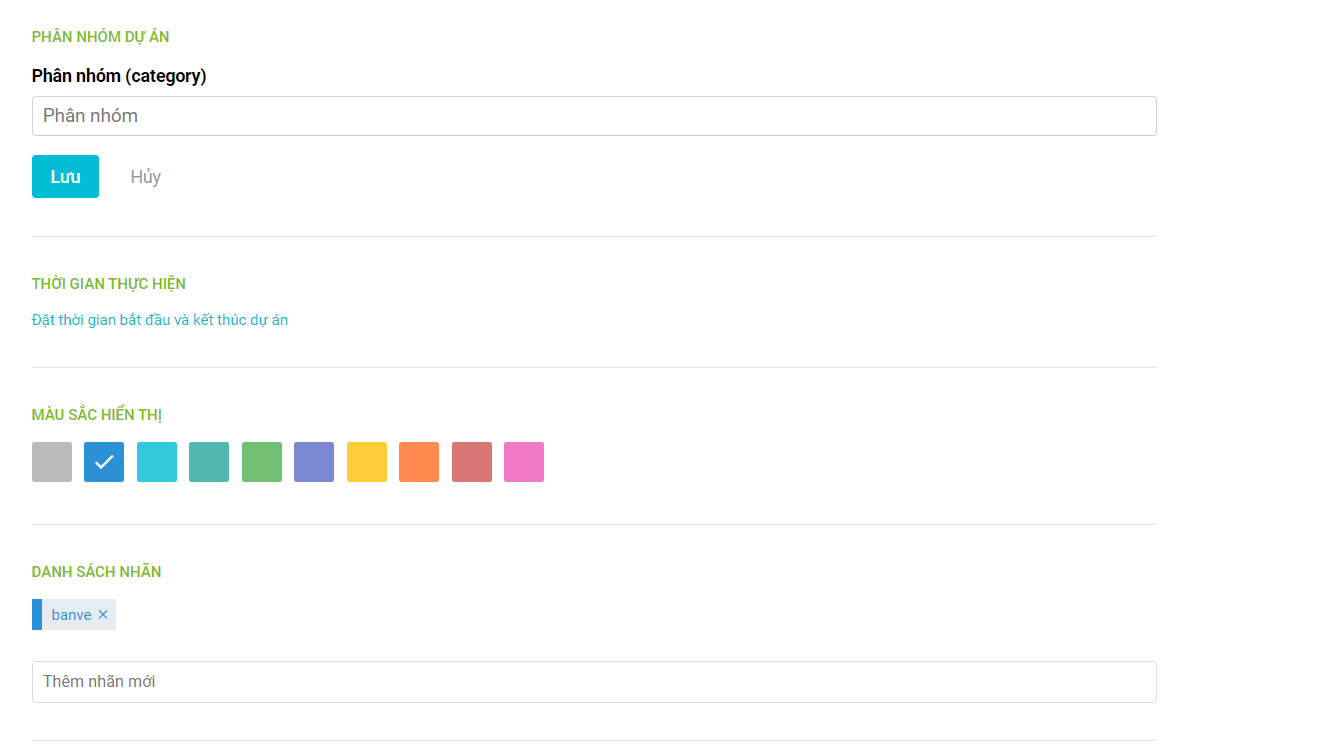 PHÂN NHÓM DỰ ÁN
Phân nhóm (category)
Phân nhóm
Lưu Hủy
THỜI GIAN THỰC HIỆN
Đặt thời gian bắt đầu và kết thúc dự án
MÀU SẮC HIỂN THỊ
DANH SÁCH NHÃN
banve ×
Thêm nhãn mới